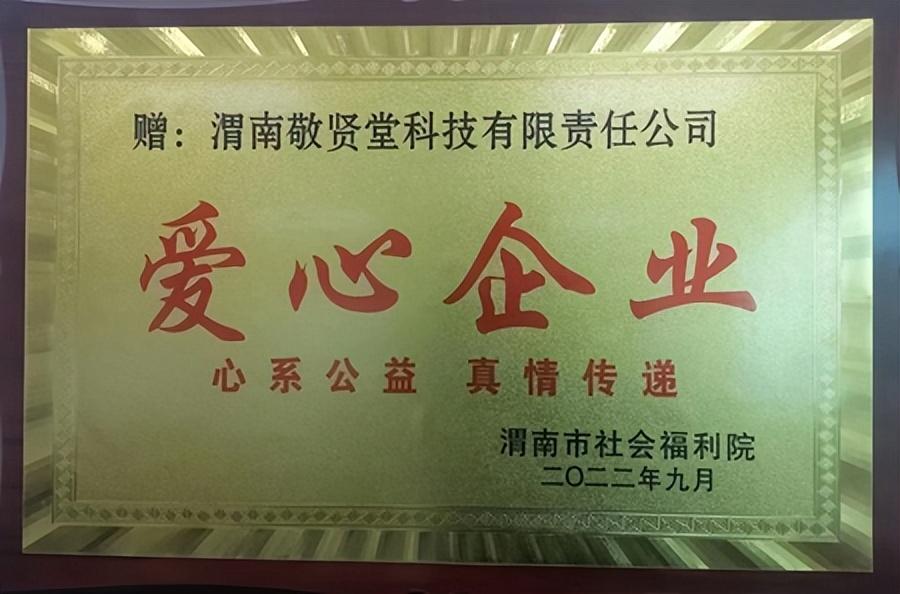 赠：渭南敬贤堂科技有限责任公司
爱心企业
心系公益 真情传递
渭南市社会福利院
二〇二二年九月